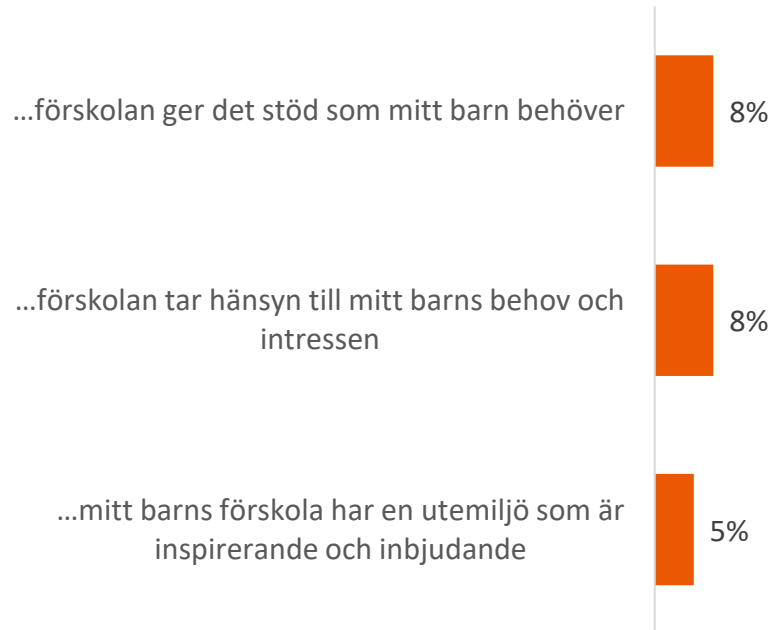 …förskolan ger det stöd som mitt barn behöver
8%
…förskolan tar hänsyn till mitt barns behov och
intressen
8%
…mitt barns förskola har en utemiljö som är
inspirerande och inbjudande
5%